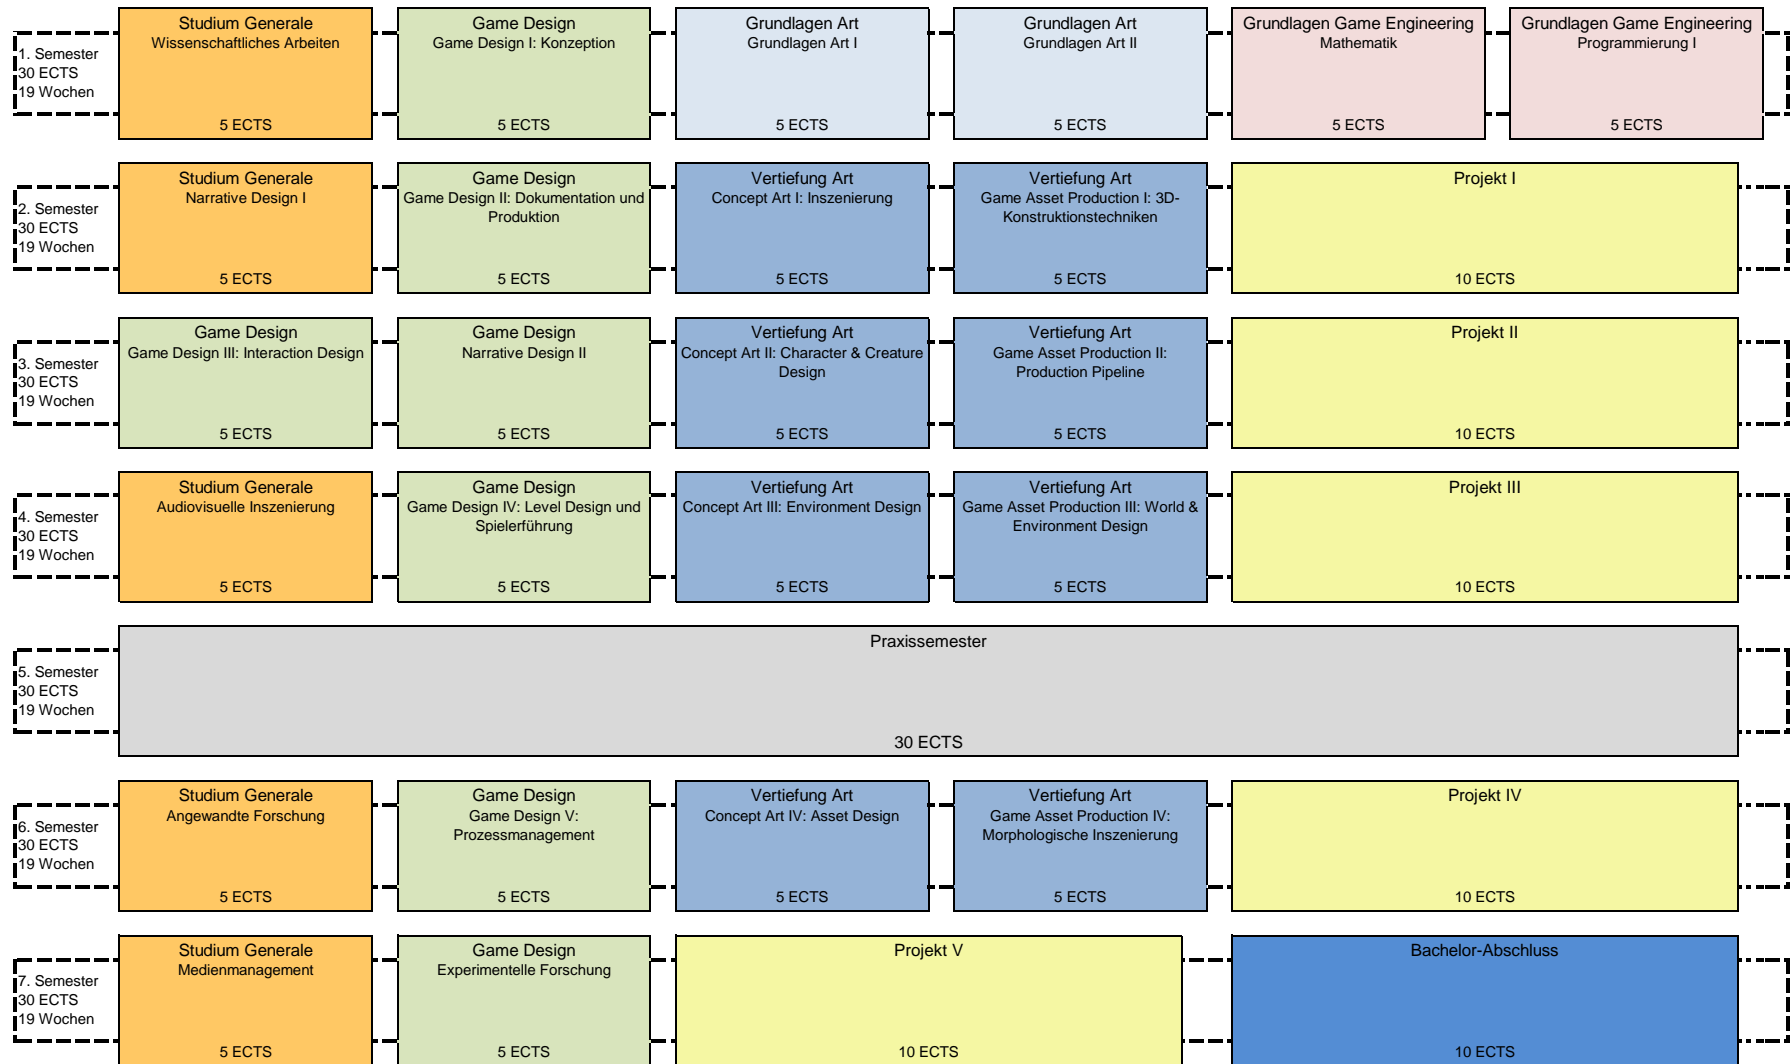 1. Semester
30 ECTS
19 Wochen
Studium Generale
Wissenschaftliches Arbeiten
5 ECTS
Game Design
Game Design I: Konzeption
5 ECTS
Grundlagen Art
Grundlagen Art I
5 ECTS
Grundlagen Art
Grundlagen Art II
5 ECTS
Grundlagen Game Engineering
Mathematik
5 ECTS
Grundlagen Game Engineering
Programmierung I
5 ECTS
2. Semester
30 ECTS
19 Wochen
Studium Generale
Narrative Design I
5 ECTS
Game Design
Game Design II: Dokumentation und
Produktion
5 ECTS
Vertiefung Art
Concept Art I: Inszenierung
5 ECTS
Vertiefung Art
Game Asset Production I: 3D-
Konstruktionstechniken
5 ECTS
Projekt I
10 ECTS
3. Semester
30 ECTS
19 Wochen
Game Design
Game Design III: Interaction Design
5 ECTS
Game Design
Narrative Design II
5 ECTS
Vertiefung Art
Concept Art II: Character & Creature
Design
5 ECTS
Vertiefung Art
Game Asset Production II:
Production Pipeline
5 ECTS
Projekt II
10 ECTS
4. Semester
30 ECTS
19 Wochen
Studium Generale
Audiovisuelle Inszenierung
5 ECTS
Game Design
Game Design IV: Level Design und
Spielerführung
5 ECTS
Vertiefung Art
Concept Art III: Environment Design
5 ECTS
Vertiefung Art
Game Asset Production III: World &
Environment Design
5 ECTS
Projekt III
10 ECTS
5. Semester
30 ECTS
19 Wochen
Praxissemester
30 ECTS
6. Semester
30 ECTS
19 Wochen
Studium Generale
Angewandte Forschung
5 ECTS
Game Design
Game Design V:
Prozessmanagement
5 ECTS
Vertiefung Art
Concept Art IV: Asset Design
5 ECTS
Vertiefung Art
Game Asset Production IV:
Morphologische Inszenierung
5 ECTS
Projekt IV
10 ECTS
7. Semester
30 ECTS
19 Wochen
Studium Generale
Medienmanagement
5 ECTS
Game Design
Experimentelle Forschung
5 ECTS
Projekt V
10 ECTS
Bachelor-Abschluss
10 ECTS